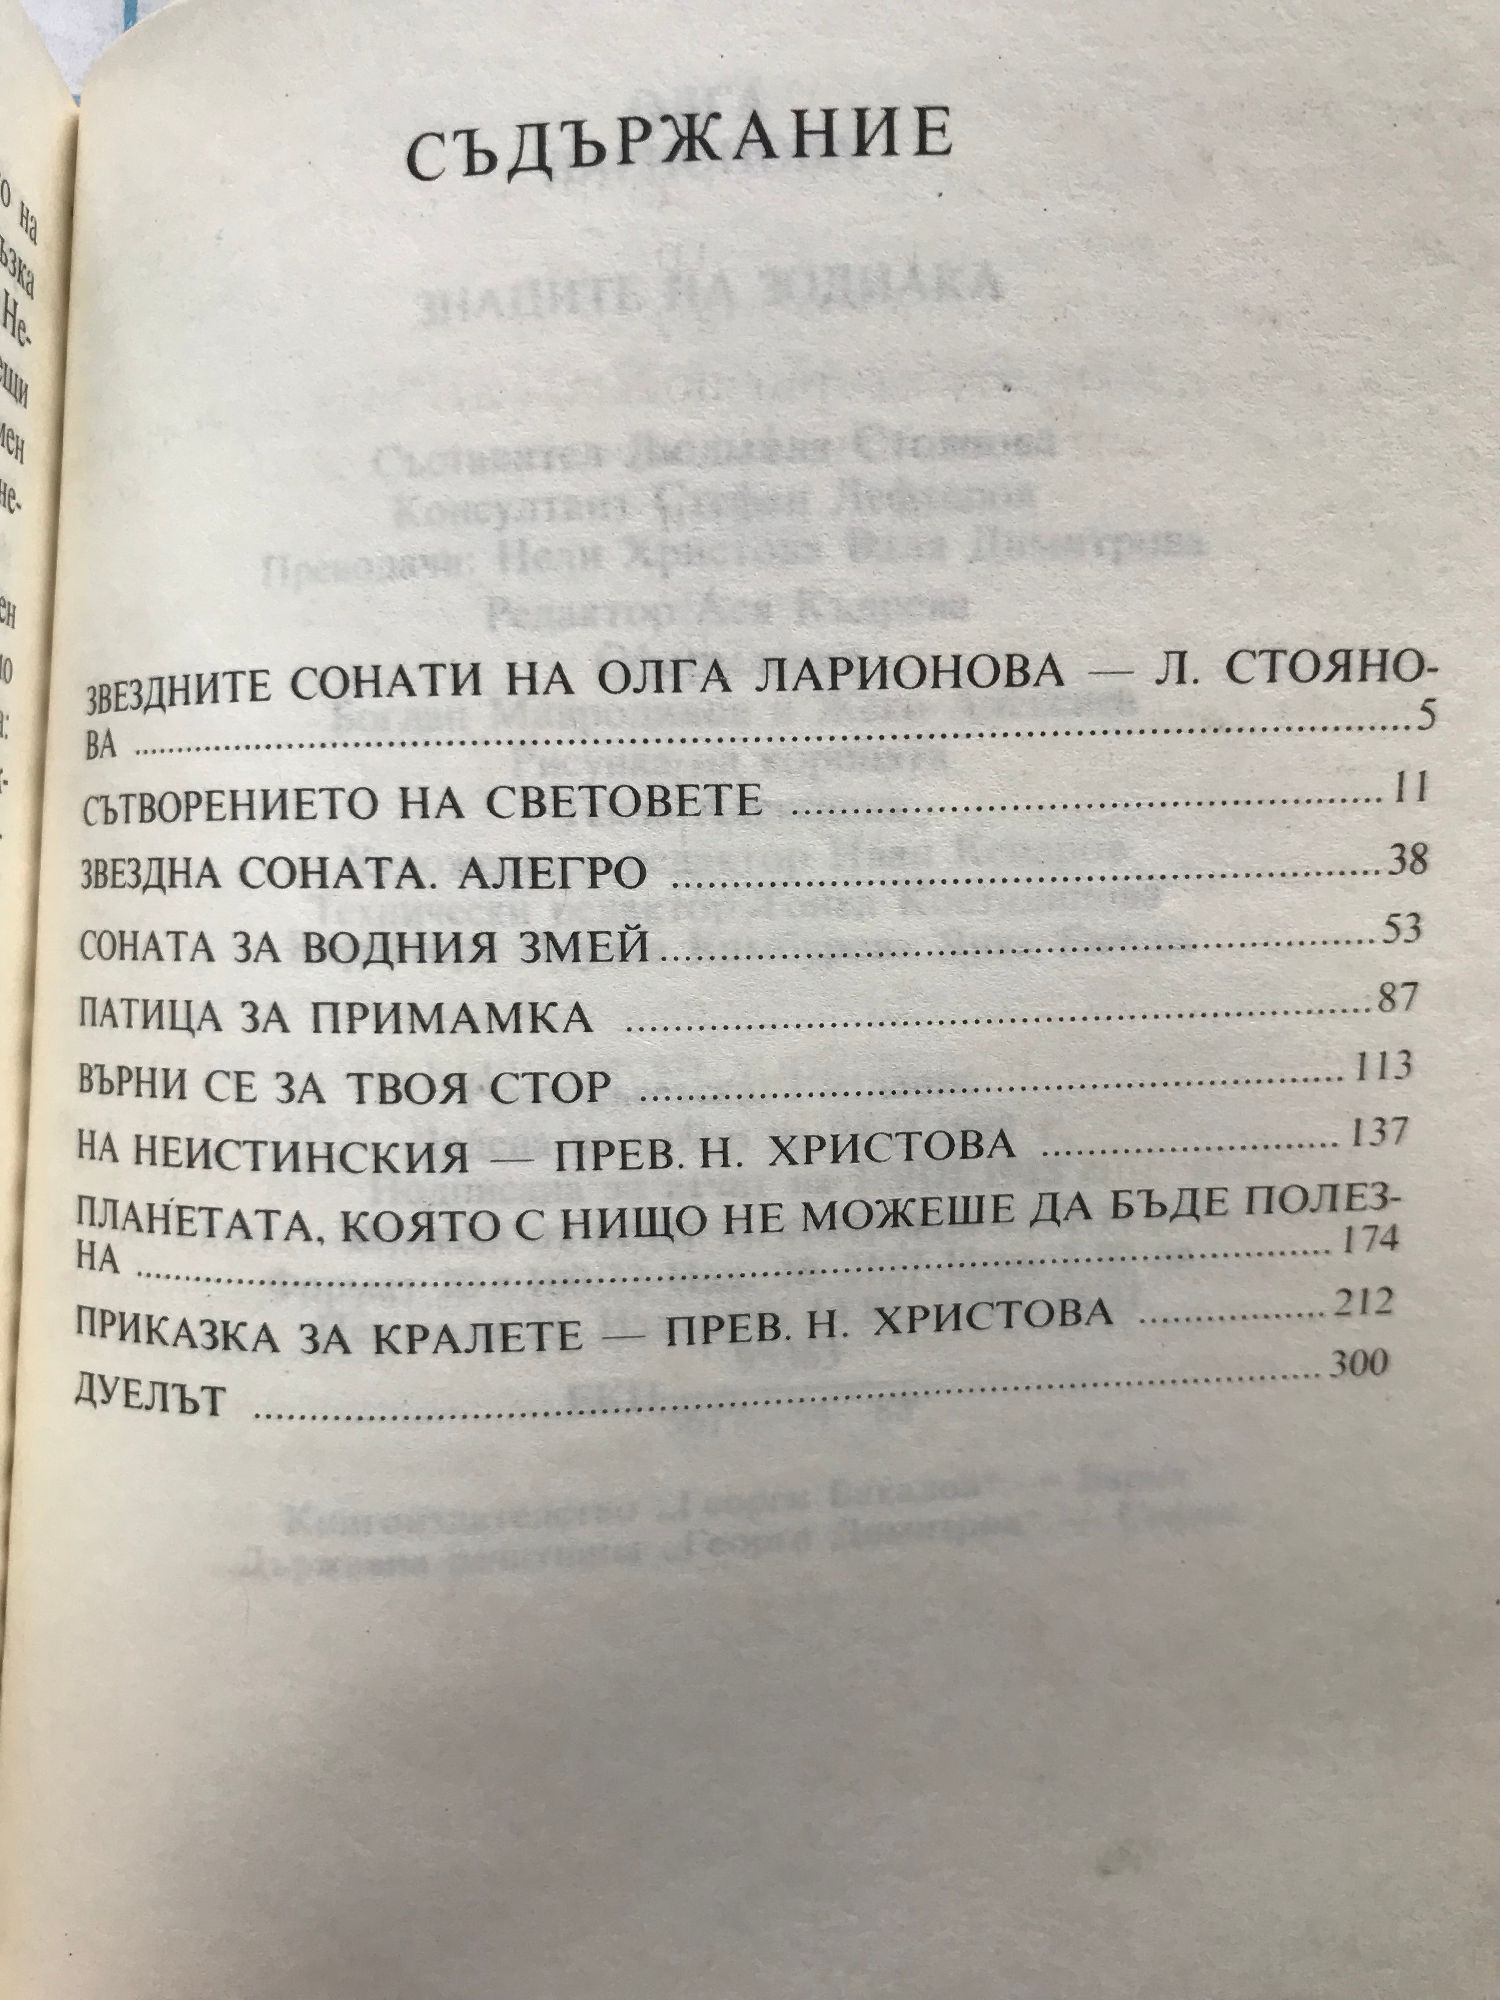 СЪДЪРЖАНИЕ
ЗВЕЗДНИТЕ СОНАТИ НА ОЛГА ЛАРИОНОВА — Л. СТОЯНО-
ВА ........................................ 5
СЪТВОРЕНИЕТО НА СВЕТОВЕТЕ ........................................ 11
ЗВЕЗДНА СОНАТА. АЛЕГРО ........................................ 38
СОНАТА ЗА ВОДНИЯ ЗМЕЙ ........................................ 53
ПАТИЦА ЗА ПРИМАМКА ........................................ 87
ВЪРНИ СЕ ЗА ТВОЯ СТОР ........................................ 113
НА НЕИСТИНСКИЯ — ПРЕВ. Н. ХРИСТОВА .................... 137
ПЛАНЕТАТА, КОЯТО С НИЩО НЕ МОЖЕШЕ ДА БЪДЕ ПОЛЕЗ-
НА ........................................ 174
ПРИКАЗКА ЗА КРАЛЕТЕ — ПРЕВ. Н. ХРИСТОВА ............. 212
ДУЕЛЪТ ........................................ 300